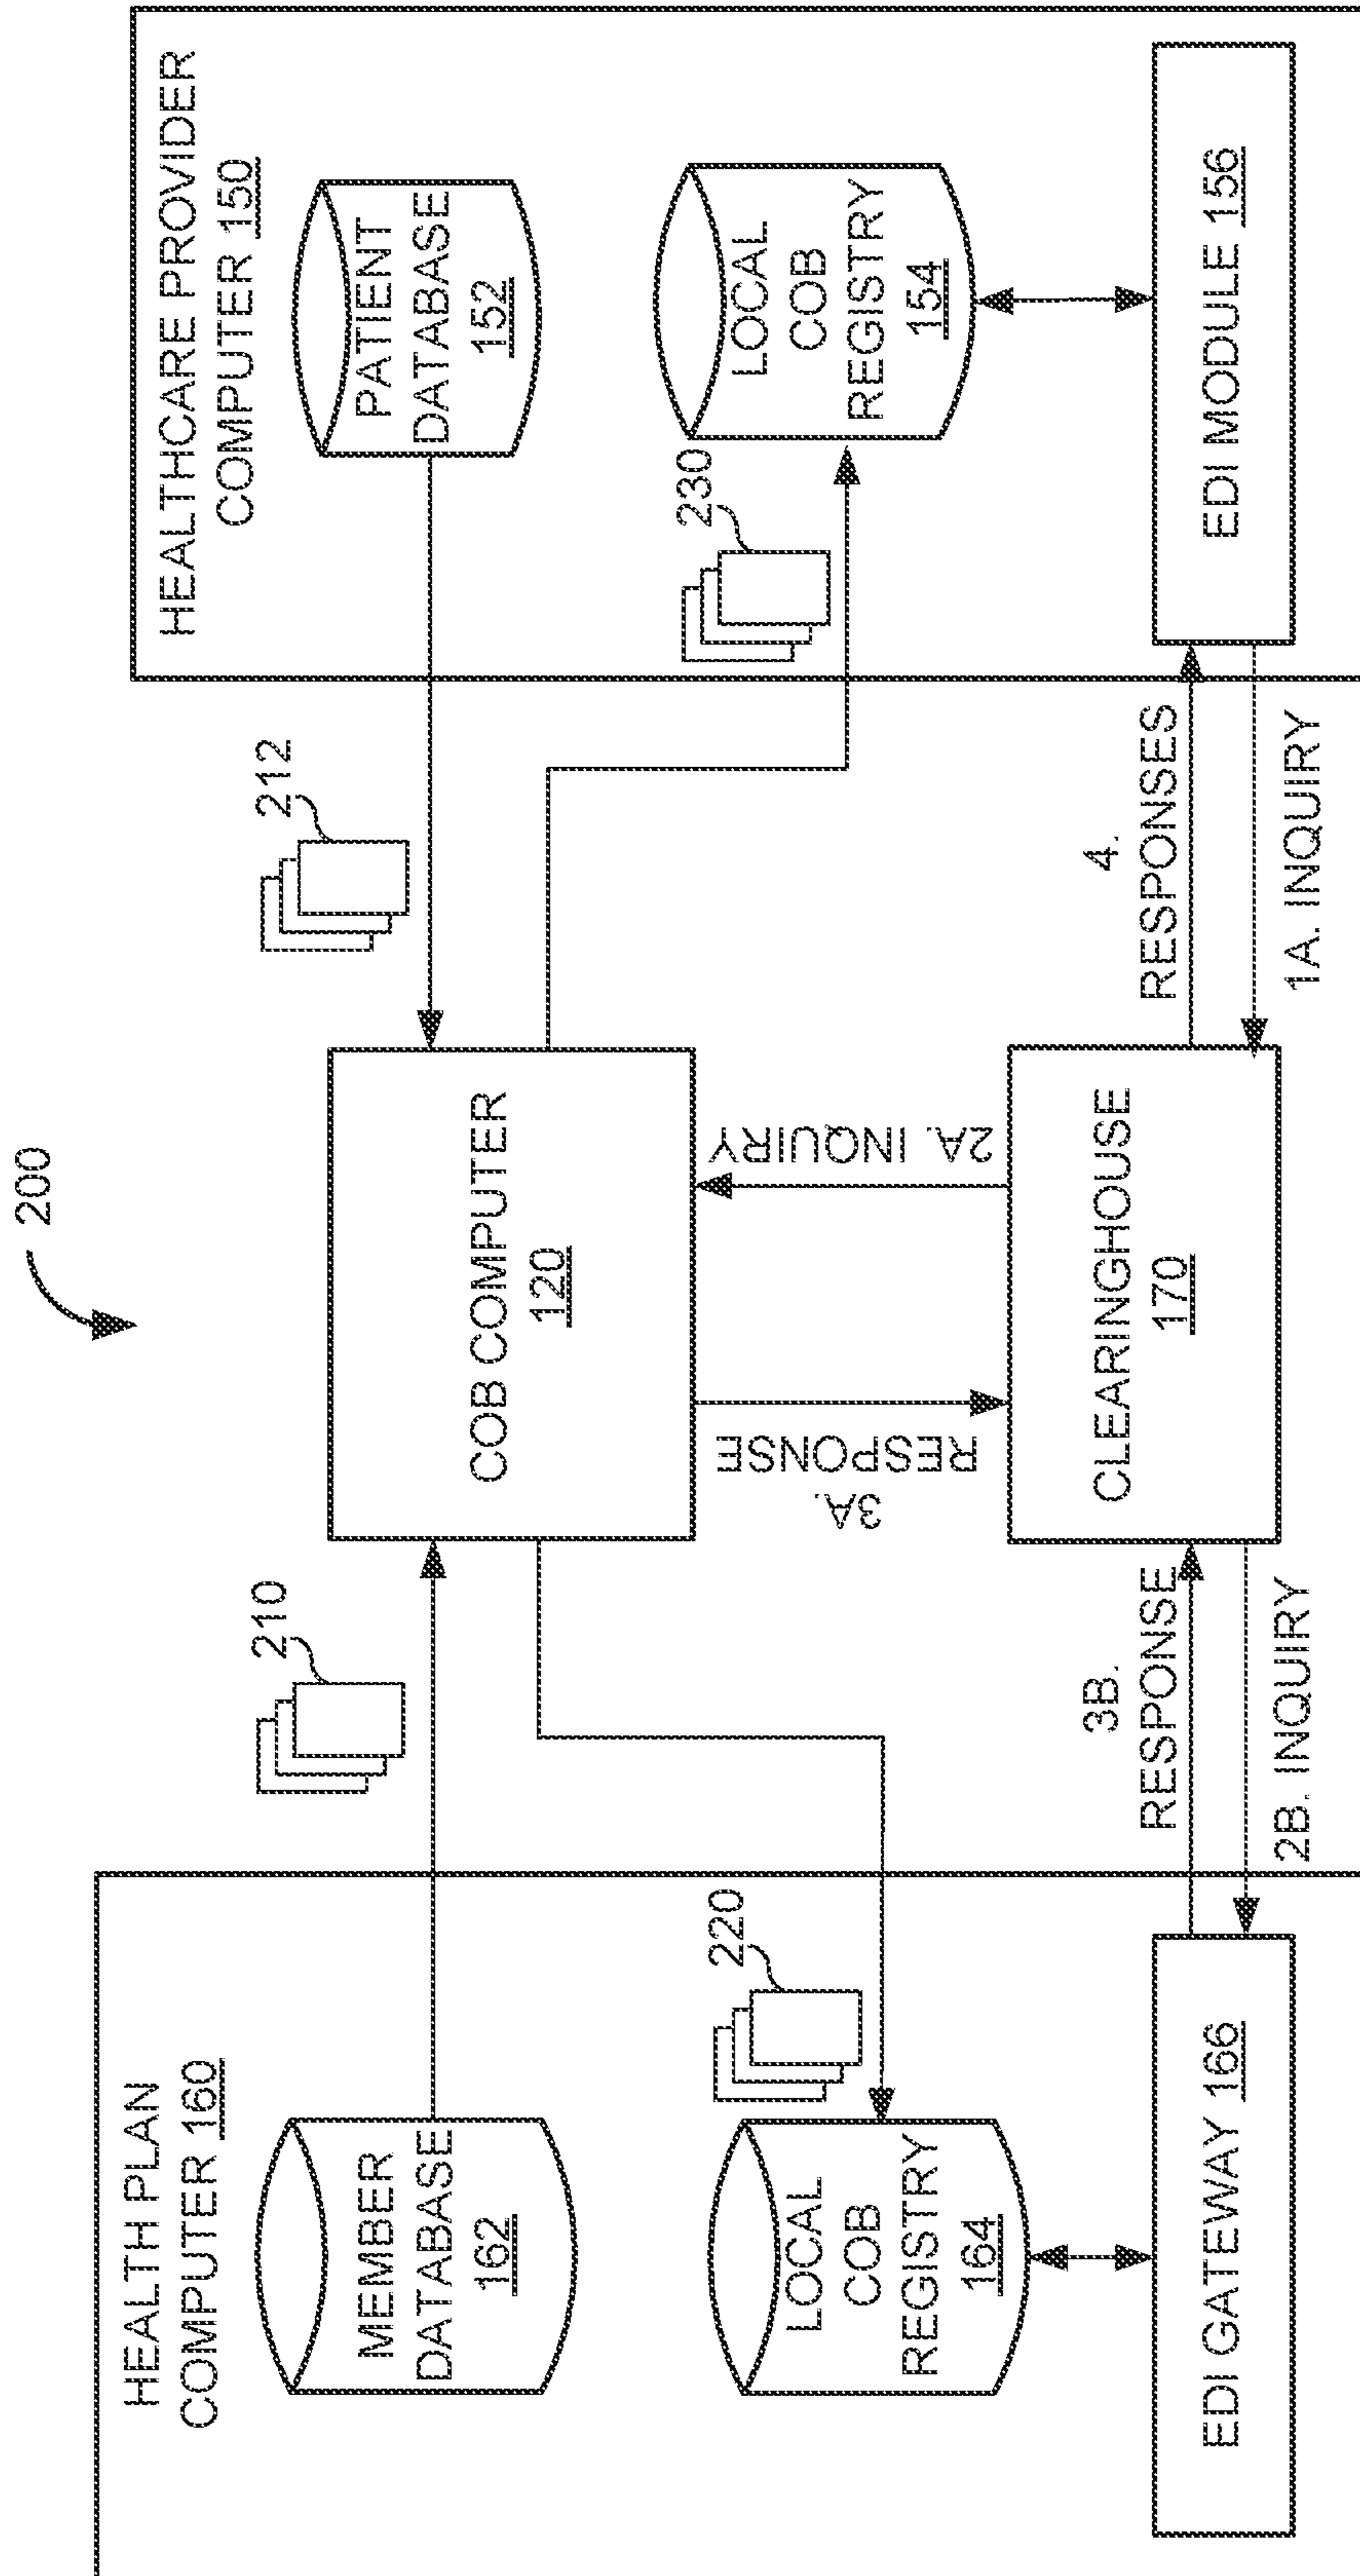 200
HEALTH PLAN
COMPUTER 160
MEMBER
DATABASE
162
210
LOCAL
COB
REGISTRY
164
220
EDI GATEWAY 166
COB COMPUTER
120
3A.
RESPONSE
2A. INQUIRY
CLEARINGHOUSE
170
3B.
RESPONSE
2B. INQUIRY
HEALTHCARE PROVIDER
COMPUTER 150
PATIENT
DATABASE
152
212
LOCAL
COB
REGISTRY
154
230
EDI MODULE 156
4.
RESPONSES
1A. INQUIRY